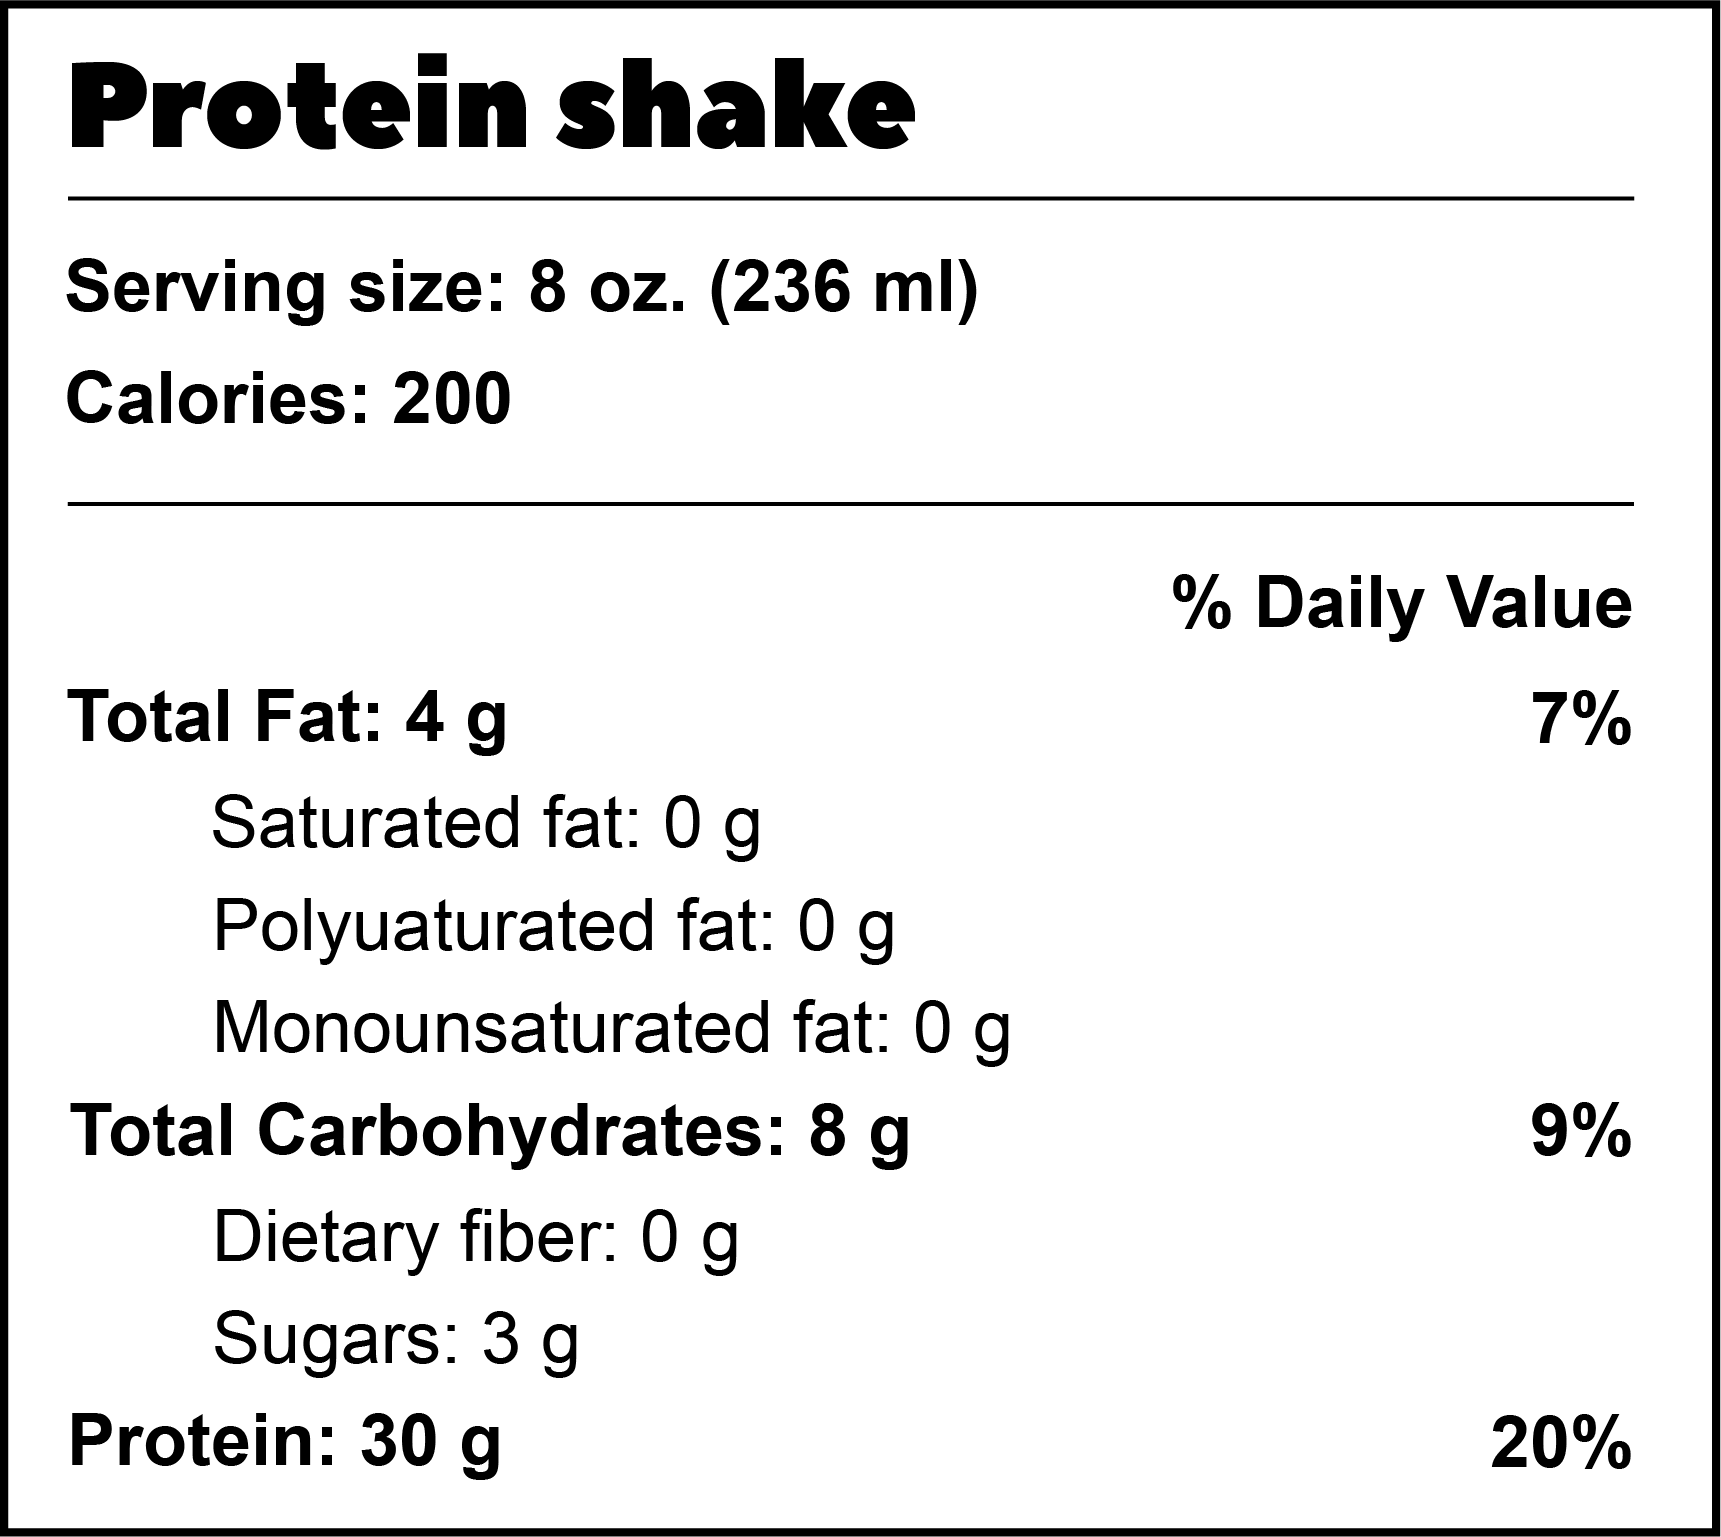 Protein shake
Serving size: 8 oz. (236 ml)
Calories: 200
% Daily Value
Total Fat: 4 g 7%
Saturated fat: 0 g
Polyuaturated fat: 0 g
Monounsaturated fat: 0 g
Total Carbohydrates: 8 g 9%
Dietary fiber: 0 g
Sugars: 3 g
Protein: 30 g 20%